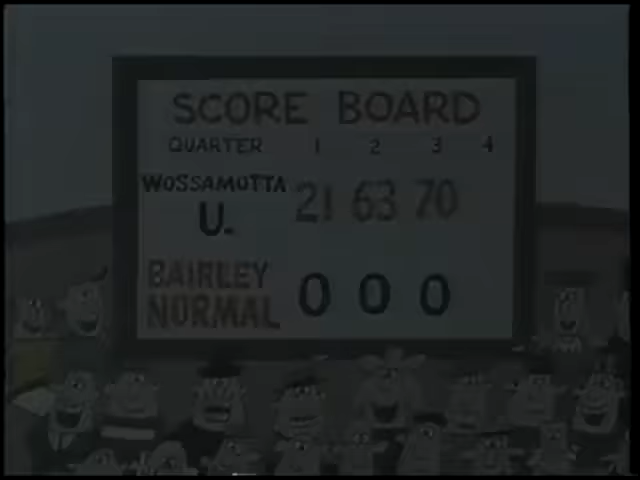 SCORE BOARD
QUARTER 1 2 3 4
WOSSAMOTTA U. 21 63 70
BAIRLEY NORMAL 0 0 0